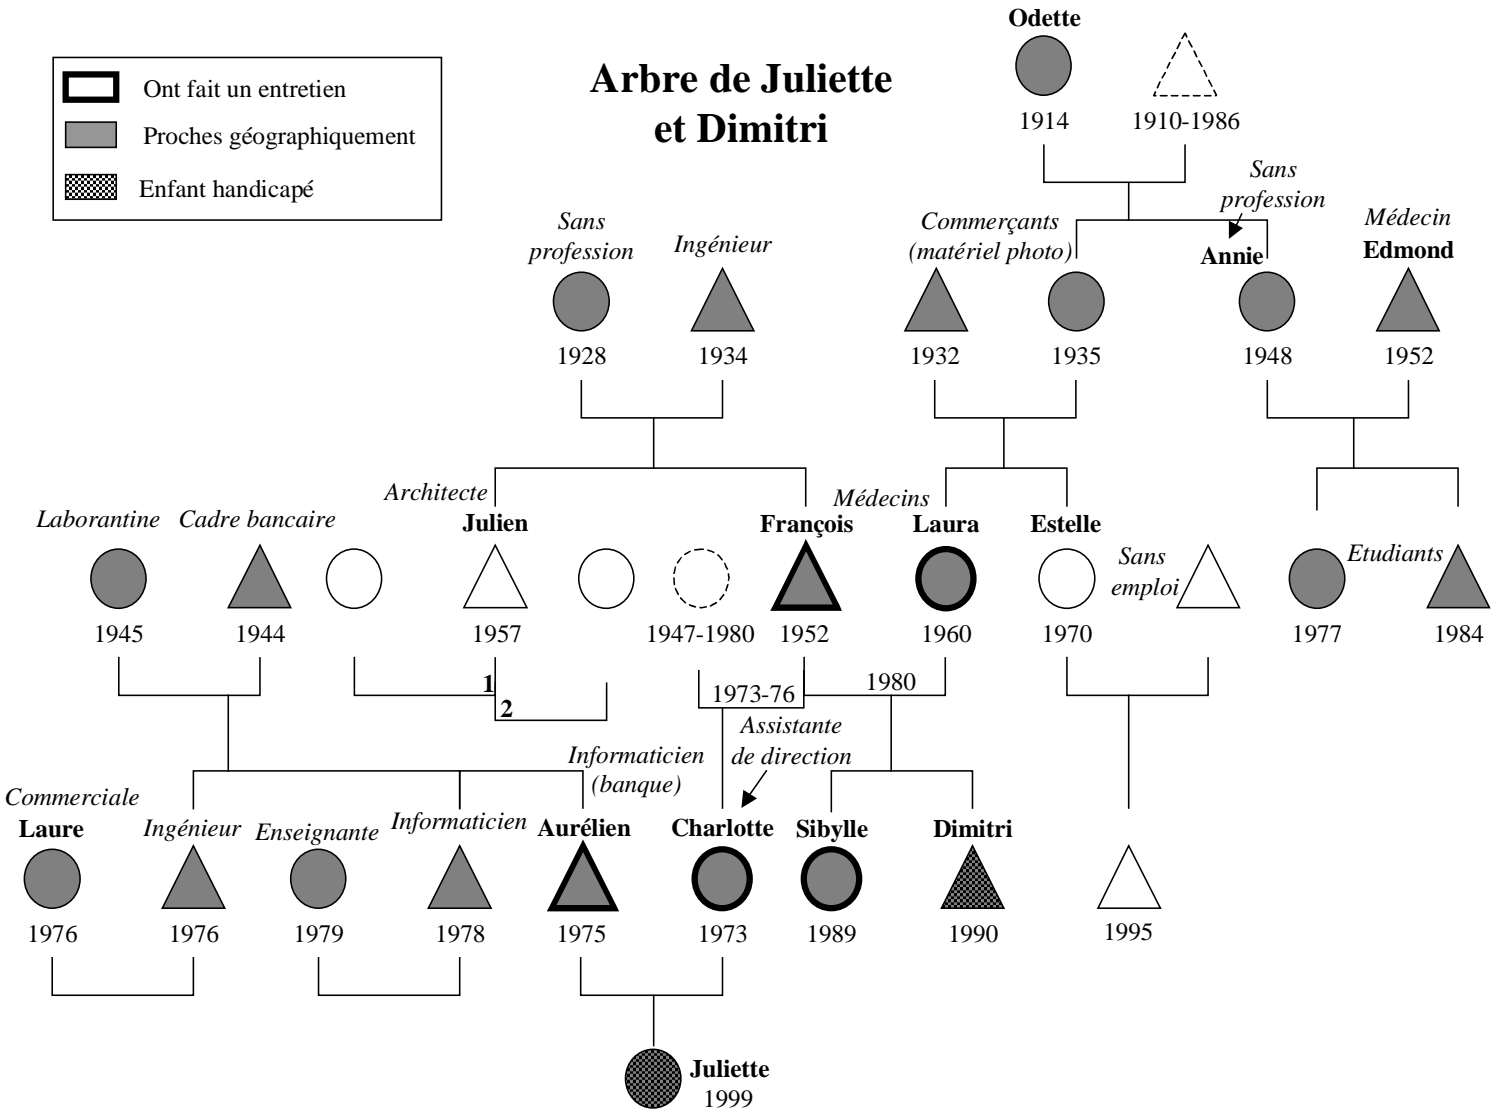 Odette
Arbre de Juliette
et Dimitri
Ont fait un entretien
Proches géographiquement
Enfant handicapé
1914
1910-1986
Sans
profession
Sans
profession
Ingénieur
Commerçants
(matériel photo)
Annie
Médecin
Edmond
1928
1934
1932
1935
1948
1952
Laborantine
Cadre bancaire
Architecte
Julien
François
Médecins
Laura
Estelle
Sans
emploi
Etudiants
1945
1944
1957
1947-1980
1952
1960
1970
1977
1984
1
2
1973-76
1980
Assistante
de direction
Informaticien
(banque)
Commerciale
Laure
Ingénieur
Enseignante
Informaticien
Aurélien
Charlotte
Sibylle
Dimitri
1976
1976
1979
1978
1975
1973
1989
1990
1995
Juliette
1999